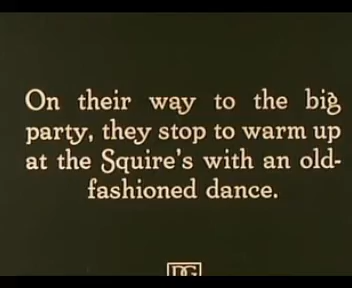 On their way to the big
party, they stop to warm up
at the Squire's with an old-
fashioned dance.
DG